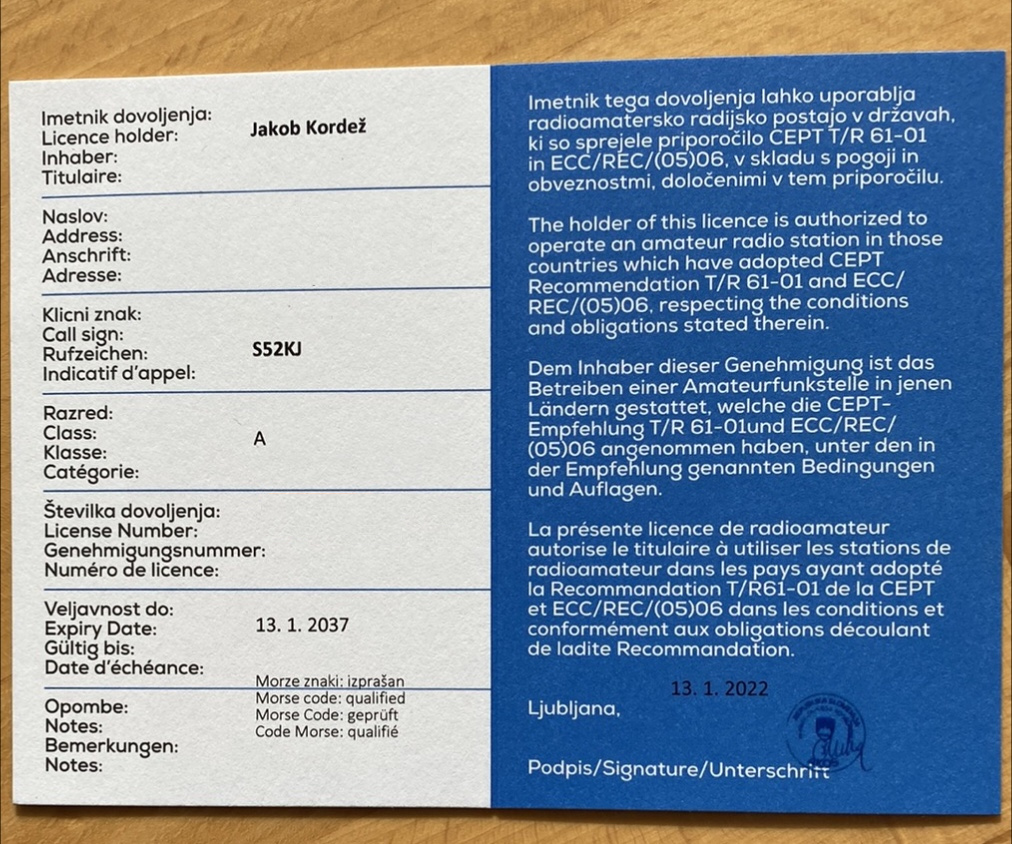 Imetnik dovoljenja:
Licence holder:
Jakob Kordež
Inhaber:
Titulaire:
Naslov:
Address:
Anschrift:
Adresse:
Klicni znak:
Call sign:
Rufzeichen:
S52KJ
Indicatif d'appel:
Razred:
Class:
A
Klasse:
Catégorie:
Številka dovoljenja:
License Number:
Genehmigungsnummer:
Numéro de licence:
Veljavnost do:
Expiry Date:
13. 1. 2037
Gültig bis:
Date d'échéance:
Morze znaki: izprašan
Morse code: qualified
Morse Code: geprüft
Code Morse: qualifié
Opombe:
Notes:
Bemerkungen:
Notes:
Imetnik tega dovoljenja lahko uporablja
radioamatersko radijsko postajo v državah,
ki so sprejele priporočilo CEPT T/R 61-01
in ECC/REC/(05)06, v skladu s pogoji in
obveznostmi, določenimi v tem priporočilu.
The holder of this licence is authorized to
operate an amateur radio station in those
countries which have adopted CEPT
Recommendation T/R 61-01 and ECC/
REC/(05)06, respecting the conditions
and obligations stated therein.
Dem Inhaber dieser Genehmigung ist das
Betreiben einer Amateurfunkstelle in jenen
Ländern gestattet, welche die CEPT-
Empfehlung T/R 61-01und ECC/REC/
(05)06 angenommen haben, unter den in
der Empfehlung genannten Bedingungen
und Auflagen.
La présente licence de radioamateur
autorise le titulaire à utiliser les stations de
radioamateur dans les pays ayant adopté
la Recommandation T/R61-01 de la CEPT
et ECC/REC/(05)06 dans les conditions et
conformément aux obligations découlant
de ladite Recommandation.
13. 1. 2022
Ljubljana,
Podpis/Signature/Unterschrift